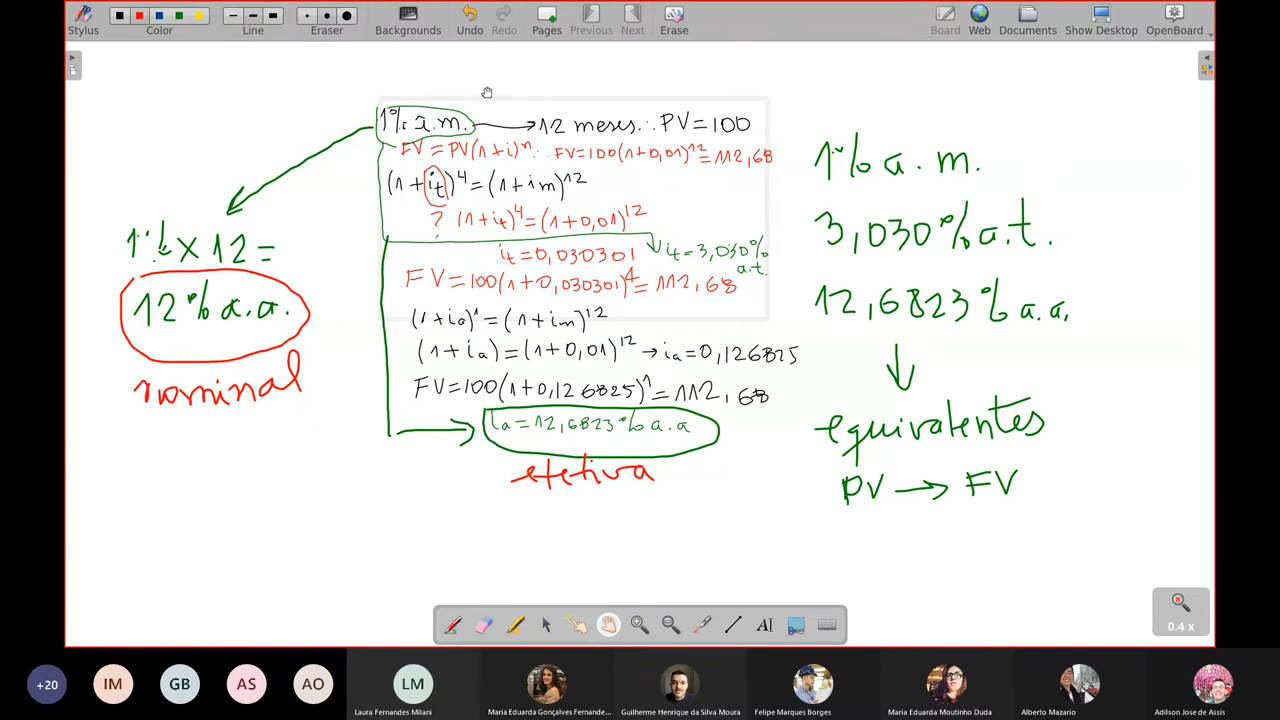 Stylus
Color
Line
Eraser
Backgrounds
Undo
Redo
Pages
Previous
Next
Erase
Board
Web
Documents
Show Desktop
OpenBoard
1% a.m. → 12 meses ∴ PV=100
FV = PV(1+i)ⁿ ∴ FV=100(1+0,01)¹²=112,68
(1+it)⁴=(1+im)¹²
? (1+it)⁴=(1+0,01)¹²
it=0,030301
it=3,030%
a.t.
FV=100(1+0,030301)⁴=112,68
(1+ia)¹=(1+im)¹²
(1+ia)=(1+0,01)¹² → ia=0,126825
FV=100(1+0,126825)¹=112,68
ia=12,6823% a.a
efetiva
1% x 12 =
12% a.a.
nominal
1% a.m.
3,030% a.t.
12,6823% a.a.
↓
equivalentes
PV → FV
0.4 x
+20
IM
GB
AS
AO
LM
Laura Fernandes Milani
Maria Eduarda Gonçalves Fernande...
Guilherme Henrique da Silva Moura
Felipe Marques Borges
Maria Eduarda Moutinho Duda
Alberto Mazario
Adilson Jose de Assis